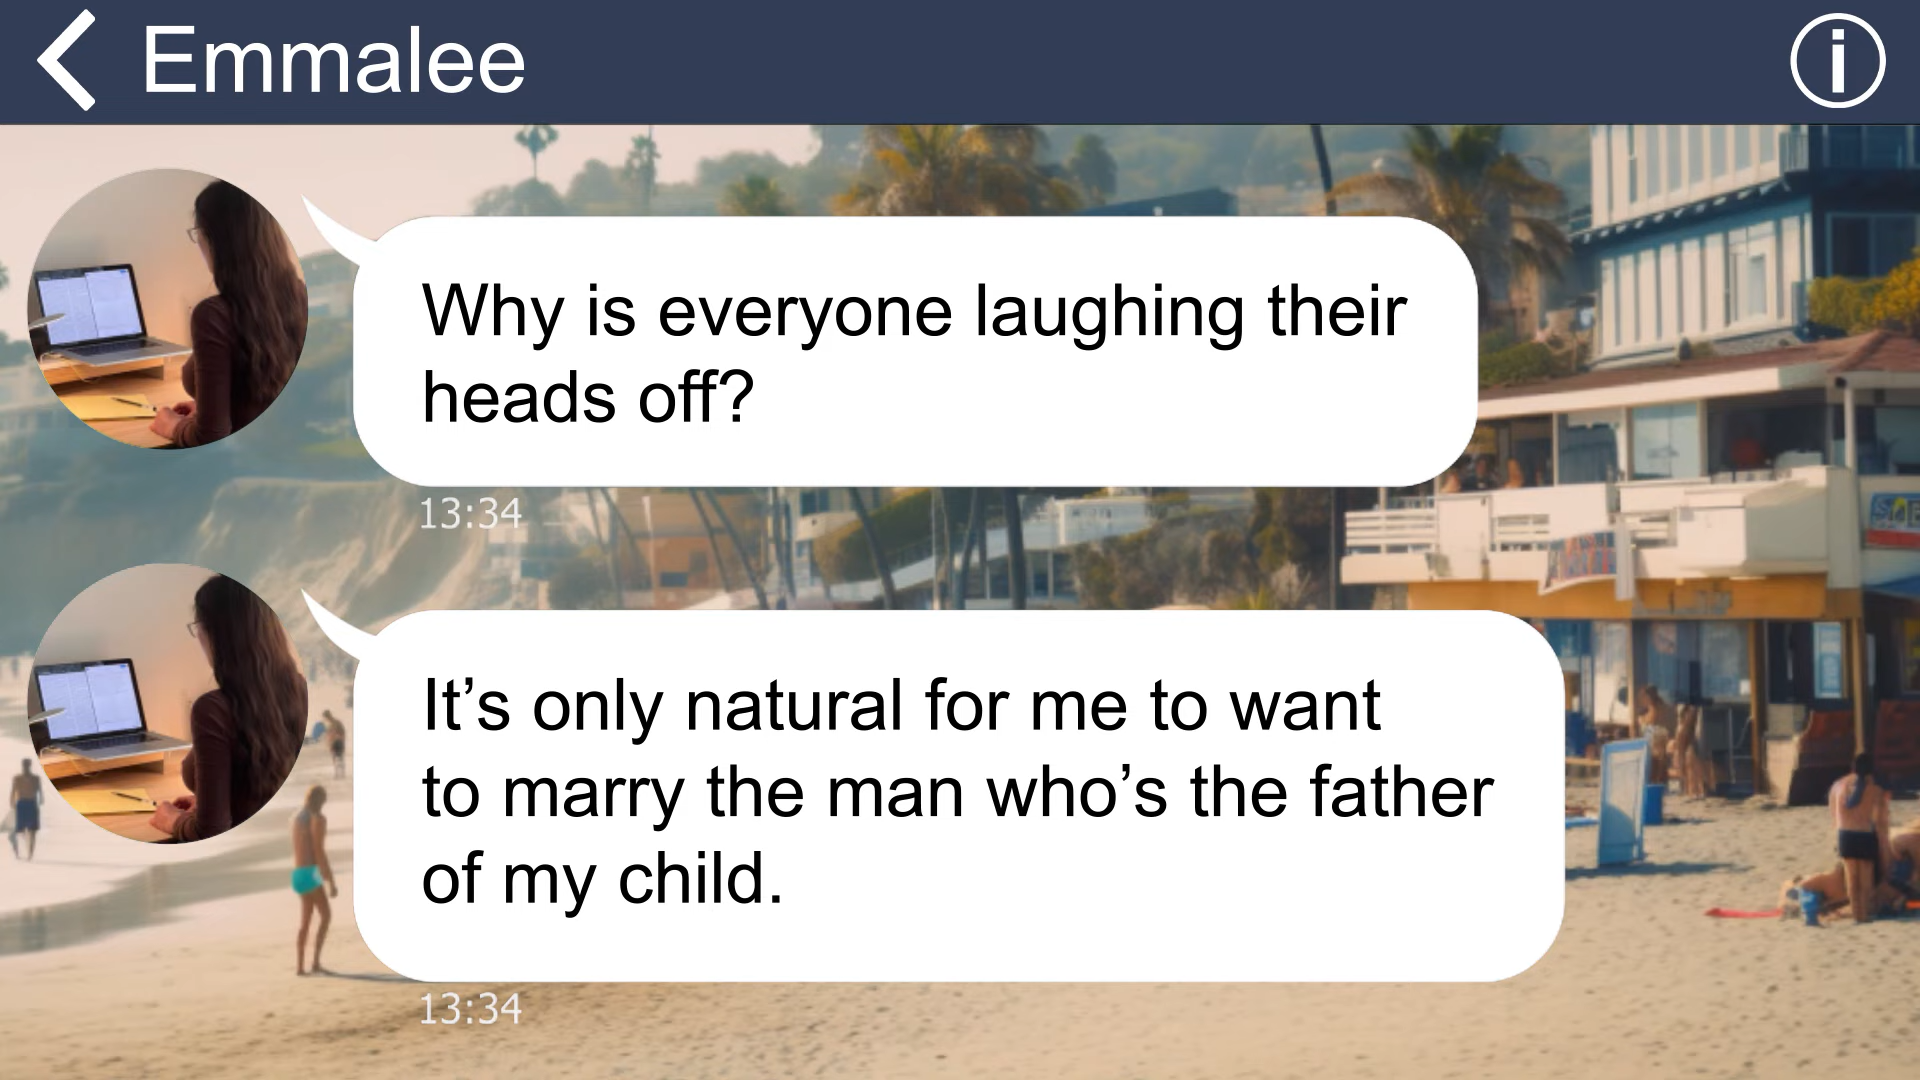 Emmalee
Why is everyone laughing their
heads off?
13:34
It’s only natural for me to want
to marry the man who’s the father
of my child.
13:34